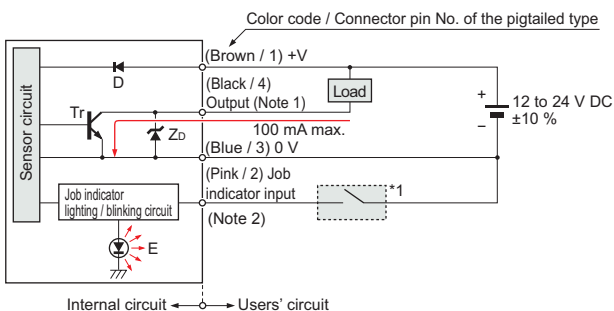 Color code / Connector pin No. of the pigtailed type
(Brown / 1) +V
D
(Black / 4)
Output (Note 1)
Load
Tr
ZD
100 mA max.
+
12 to 24 V DC
±10 %
−
Sensor circuit
(Blue / 3) 0 V
(Pink / 2) Job
indicator input
*1
Job indicator
lighting / blinking circuit
(Note 2)
E
Internal circuit
Users' circuit